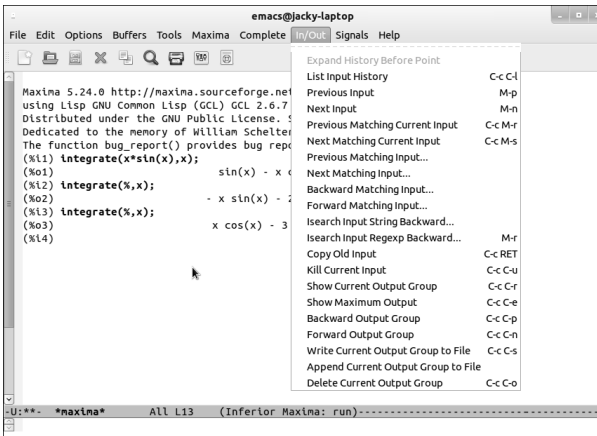 emacs@jacky-laptop
File Edit Options Buffers Tools Maxima Complete In/Out Signals Help
Maxima 5.24.0 http://maxima.sourceforge.net
using Lisp GNU Common Lisp (GCL) GCL 2.6.7
Distributed under the GNU Public License.
Dedicated to the memory of William Schelter
The function bug_report() provides bug repo
(%i1) integrate(x*sin(x),x);
(%o1) sin(x) - x c
(%i2) integrate(%,x);
(%o2) - x sin(x) - 2
(%i3) integrate(%,x);
(%o3) x cos(x) - 3
(%i4)
Expand History Before Point
List Input History C-c C-l
Previous Input M-p
Next Input M-n
Previous Matching Current Input C-c M-r
Next Matching Current Input C-c M-s
Previous Matching Input...
Next Matching Input...
Backward Matching Input...
Forward Matching Input...
Isearch Input String Backward...
Isearch Input Regexp Backward... M-r
Copy Old Input C-c RET
Kill Current Input C-c C-u
Show Current Output Group C-c C-r
Show Maximum Output C-c C-e
Backward Output Group C-c C-p
Forward Output Group C-c C-n
Write Current Output Group to File C-c C-s
Append Current Output Group to File
Delete Current Output Group C-c C-o
-U:**- *maxima* All L13 (Inferior Maxima: run)----------------------------